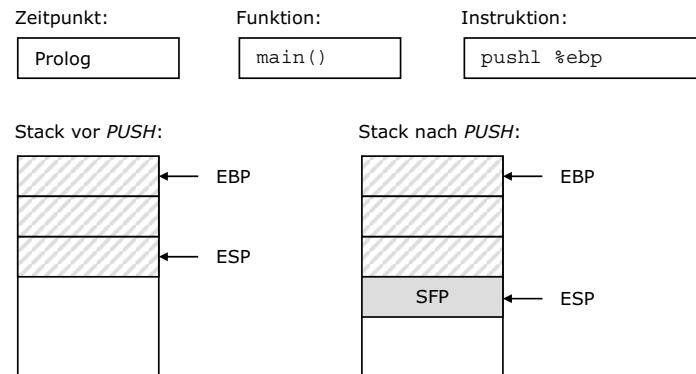 Zeitpunkt: Funktion: Instruktion:
Prolog main() pushl %ebp
Stack vor PUSH: Stack nach PUSH:
EBP EBP
ESP
SFP ESP